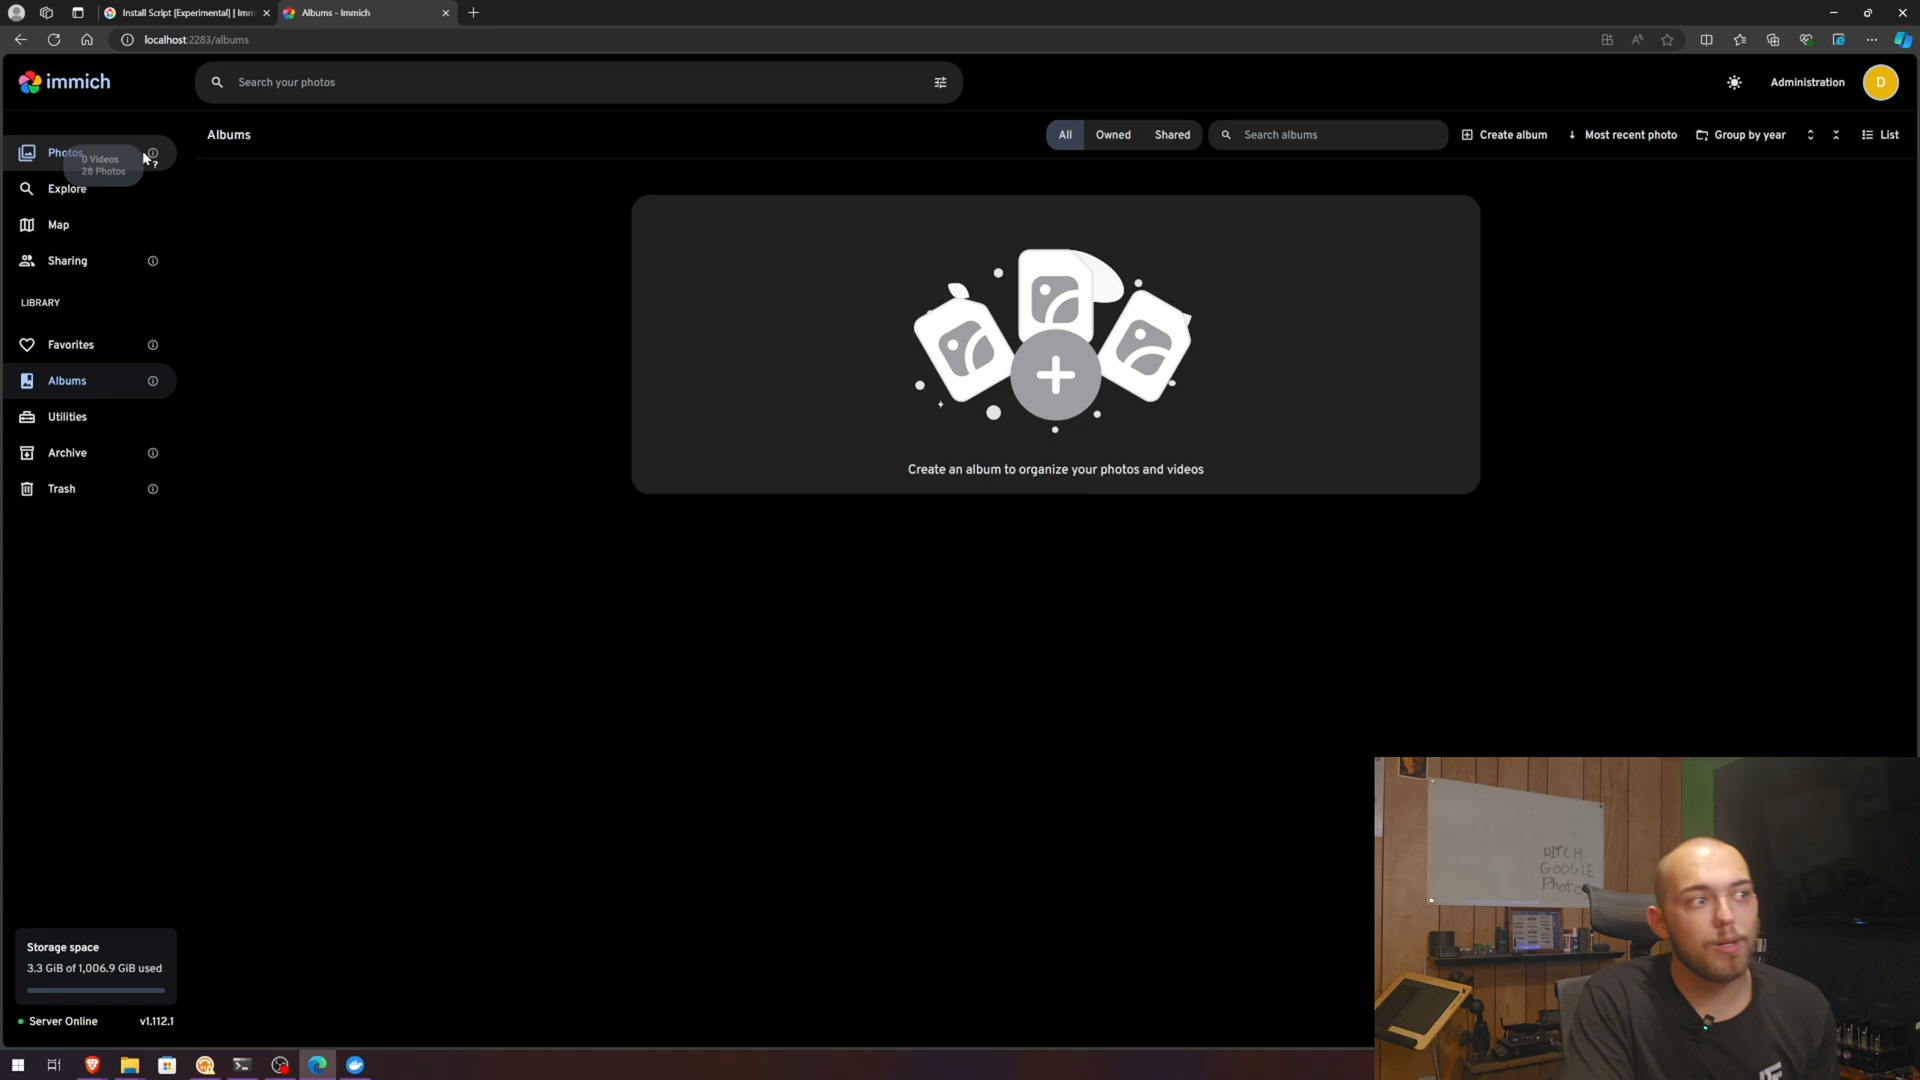 Install Script [Experimental] | Imm
Albums - Immich
localhost:2283/albums
immich
Search your photos
Administration
D
Photos
0 Videos
28 Photos
Explore
Map
Sharing
LIBRARY
Favorites
Albums
Utilities
Archive
Trash
Albums
All
Owned
Shared
Search albums
Create album
Most recent photo
Group by year
List
Create an album to organize your photos and videos
Storage space
3.3 GiB of 1,006.9 GiB used
Server Online
v1.112.1
DITCH
GOOGLE
Photo